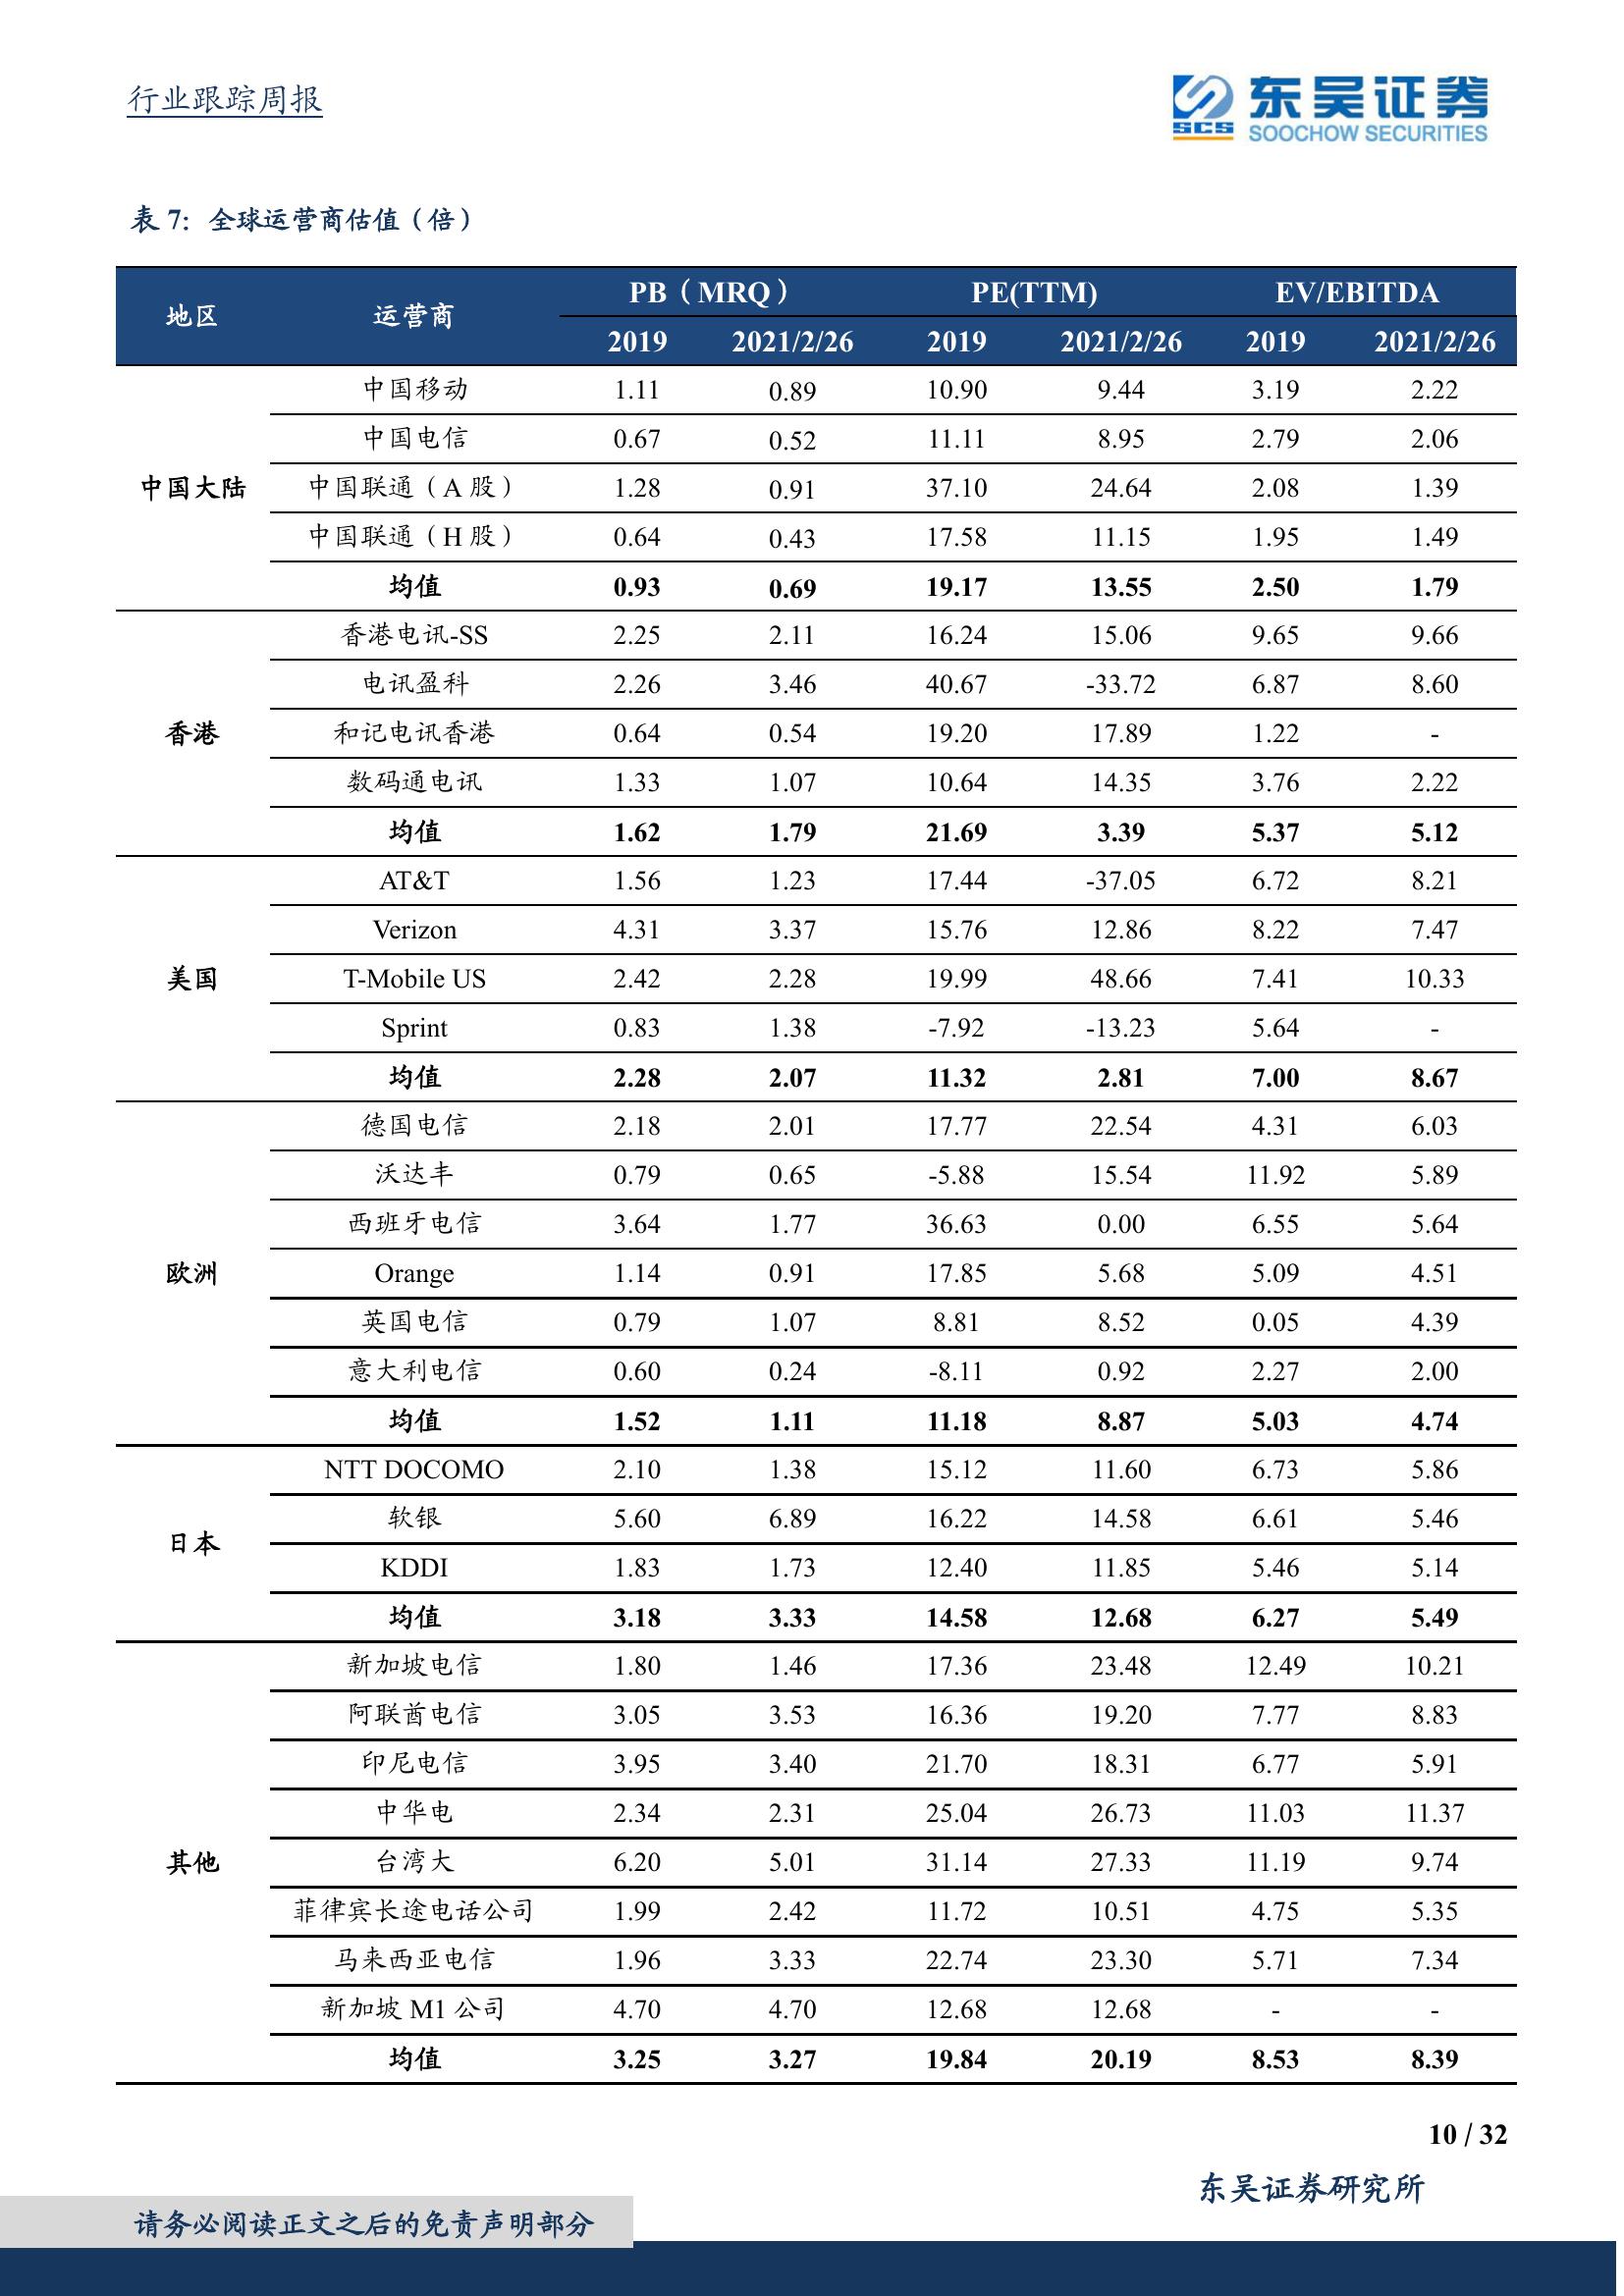 行业跟踪周报
SCS 东吴证券
SOOCHOW SECURITIES
表 7：全球运营商估值（倍）
地区 运营商 PB（MRQ） PE(TTM) EV/EBITDA
2019 2021/2/26 2019 2021/2/26 2019 2021/2/26
中国移动 1.11 0.89 10.90 9.44 3.19 2.22
中国电信 0.67 0.52 11.11 8.95 2.79 2.06
中国大陆 中国联通（A 股） 1.28 0.91 37.10 24.64 2.08 1.39
中国联通（H 股） 0.64 0.43 17.58 11.15 1.95 1.49
均值 0.93 0.69 19.17 13.55 2.50 1.79
香港电讯-SS 2.25 2.11 16.24 15.06 9.65 9.66
电讯盈科 2.26 3.46 40.67 -33.72 6.87 8.60
香港 和记电讯香港 0.64 0.54 19.20 17.89 1.22 -
数码通电讯 1.33 1.07 10.64 14.35 3.76 2.22
均值 1.62 1.79 21.69 3.39 5.37 5.12
AT&T 1.56 1.23 17.44 -37.05 6.72 8.21
Verizon 4.31 3.37 15.76 12.86 8.22 7.47
美国 T-Mobile US 2.42 2.28 19.99 48.66 7.41 10.33
Sprint 0.83 1.38 -7.92 -13.23 5.64 -
均值 2.28 2.07 11.32 2.81 7.00 8.67
德国电信 2.18 2.01 17.77 22.54 4.31 6.03
沃达丰 0.79 0.65 -5.88 15.54 11.92 5.89
西班牙电信 3.64 1.77 36.63 0.00 6.55 5.64
欧洲 Orange 1.14 0.91 17.85 5.68 5.09 4.51
英国电信 0.79 1.07 8.81 8.52 0.05 4.39
意大利电信 0.60 0.24 -8.11 0.92 2.27 2.00
均值 1.52 1.11 11.18 8.87 5.03 4.74
NTT DOCOMO 2.10 1.38 15.12 11.60 6.73 5.86
日本 软银 5.60 6.89 16.22 14.58 6.61 5.46
KDDI 1.83 1.73 12.40 11.85 5.46 5.14
均值 3.18 3.33 14.58 12.68 6.27 5.49
新加坡电信 1.80 1.46 17.36 23.48 12.49 10.21
阿联酋电信 3.05 3.53 16.36 19.20 7.77 8.83
印尼电信 3.95 3.40 21.70 18.31 6.77 5.91
中华电 2.34 2.31 25.04 26.73 11.03 11.37
其他 台湾大 6.20 5.01 31.14 27.33 11.19 9.74
菲律宾长途电话公司 1.99 2.42 11.72 10.51 4.75 5.35
马来西亚电信 1.96 3.33 22.74 23.30 5.71 7.34
新加坡 M1 公司 4.70 4.70 12.68 12.68 - -
均值 3.25 3.27 19.84 20.19 8.53 8.39
10 / 32
东吴证券研究所
请务必阅读正文之后的免责声明部分